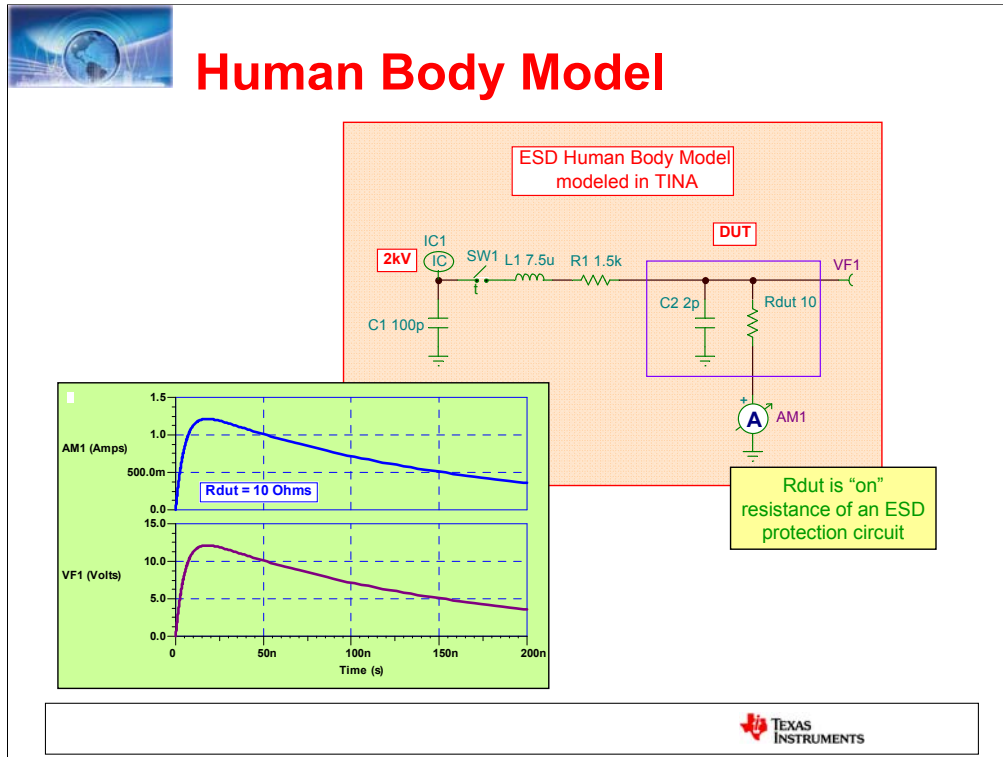 Human Body Model
ESD Human Body Model
modeled in TINA
DUT
IC1
2kV
IC
SW1
L1 7.5u
R1 1.5k
VF1
t
C2 2p
Rdut 10
C1 100p
+
A
AM1
1.5
1.0
AM1 (Amps)
500.0m
Rdut = 10 Ohms
0.0
15.0
10.0
VF1 (Volts)
5.0
0.0
0
50n
100n
150n
200n
Time (s)
Rdut is “on”
resistance of an ESD
protection circuit
TEXAS
INSTRUMENTS